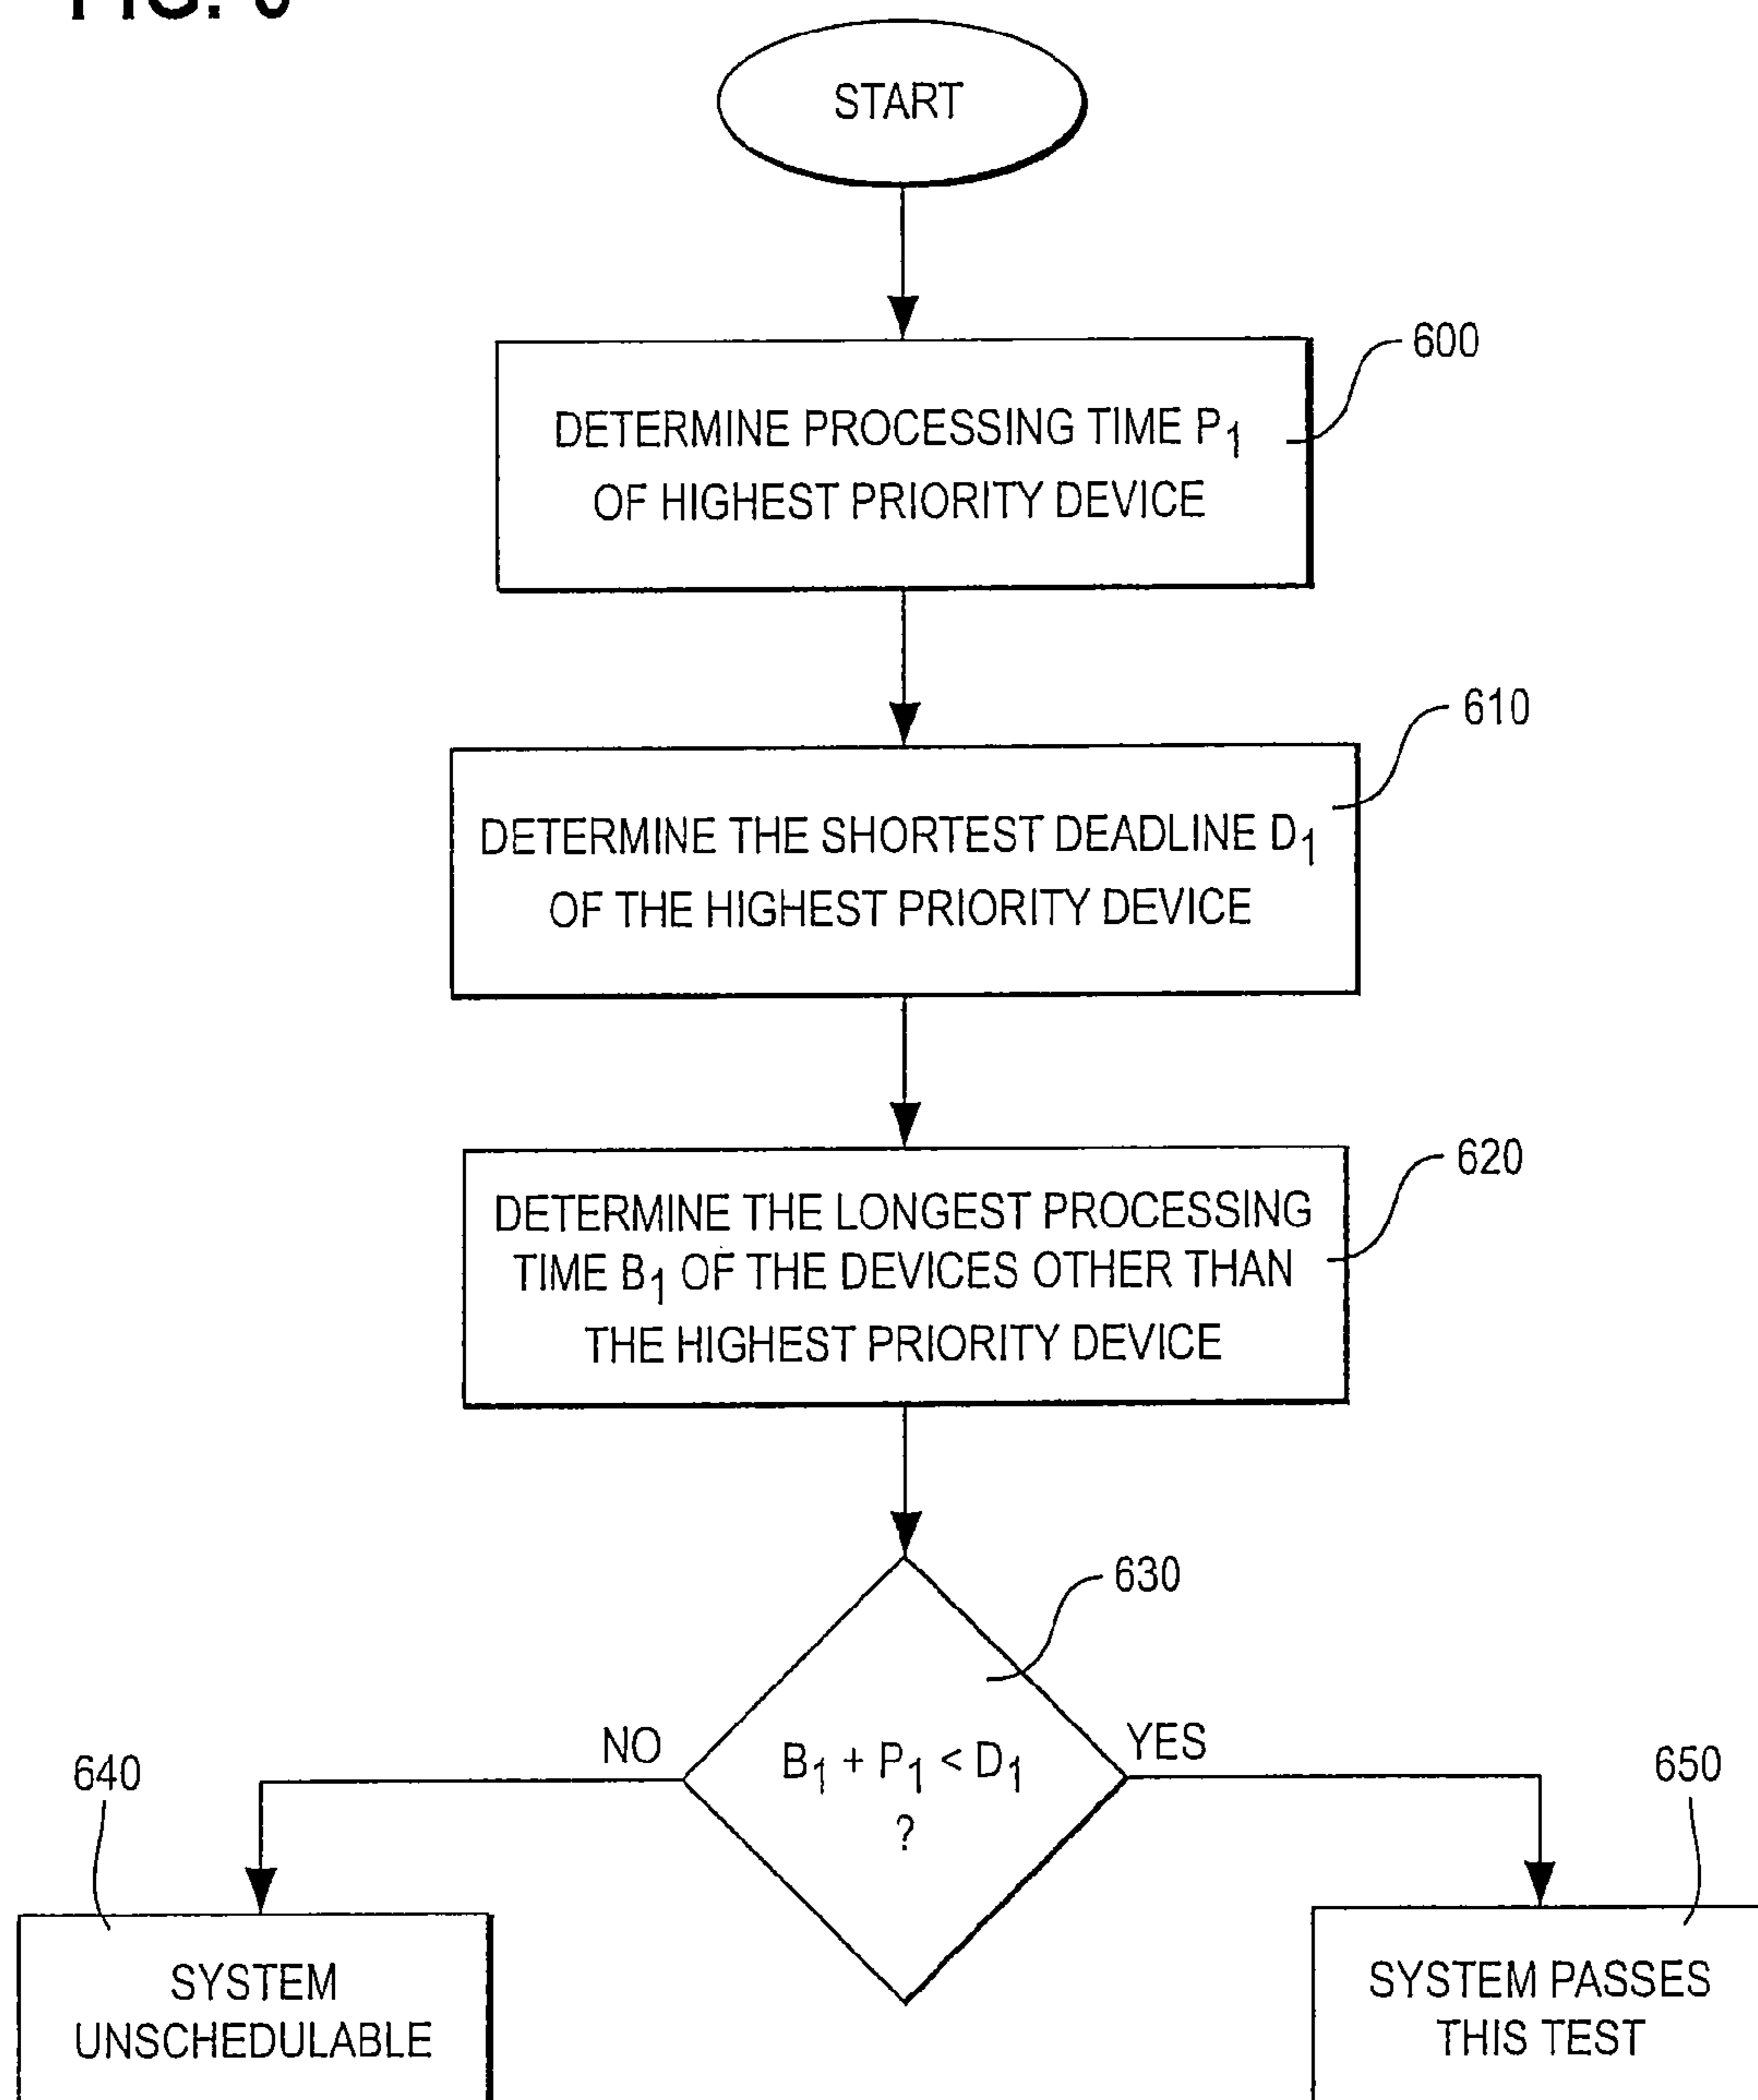 START
600
DETERMINE PROCESSING TIME P1
OF HIGHEST PRIORITY DEVICE
610
DETERMINE THE SHORTEST DEADLINE D1
OF THE HIGHEST PRIORITY DEVICE
620
DETERMINE THE LONGEST PROCESSING
TIME B1 OF THE DEVICES OTHER THAN
THE HIGHEST PRIORITY DEVICE
630
NO
YES
B1 + P1 < D1
?
640
650
SYSTEM
UNSCHEDULABLE
SYSTEM PASSES
THIS TEST